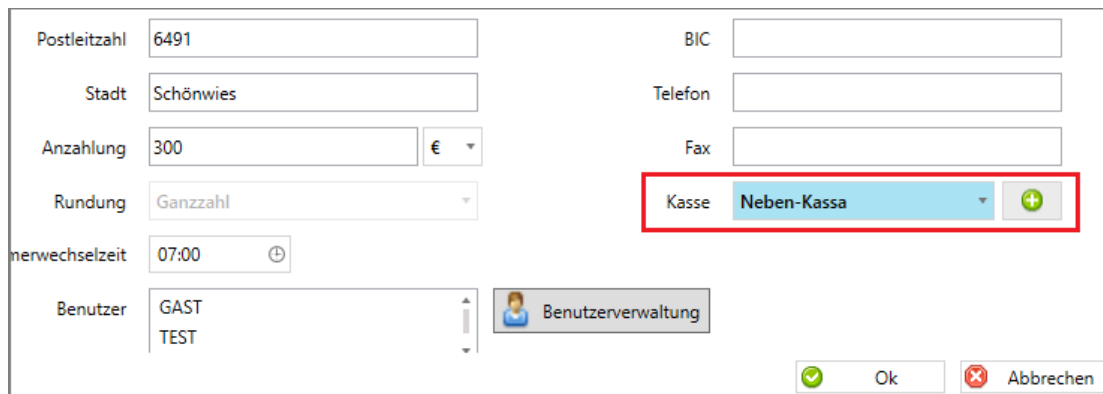 Postleitzahl 6491 BIC
Stadt Schönwies Telefon
Anzahlung 300 € Fax
Rundung Ganzzahl Kasse Neben-Kassa
merwechselzeit 07:00
Benutzer GAST Benutzerverwaltung
TEST
Ok Abbrechen